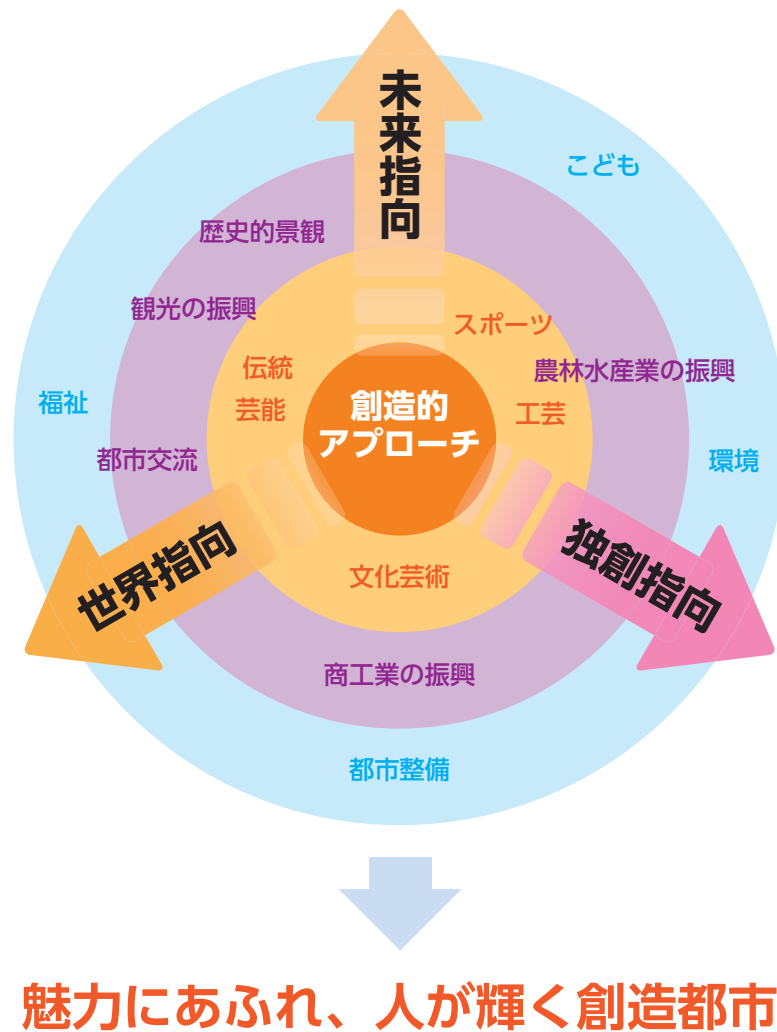 未来指向
こども
歴史的景観
観光の振興
スポーツ
伝統
芸能
農林水産業の振興
福祉
創造的
アプローチ
工芸
都市交流
環境
世界指向
独創指向
文化芸術
商工業の振興
都市整備
魅力にあふれ、人が輝く創造都市